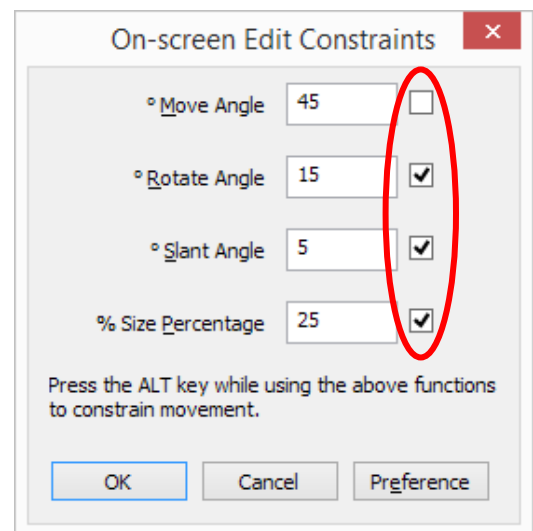 On-screen Edit Constraints
° Move Angle 45
° Rotate Angle 15
° Slant Angle 5
% Size Percentage 25
Press the ALT key while using the above functions
to constrain movement.
OK Cancel Preference